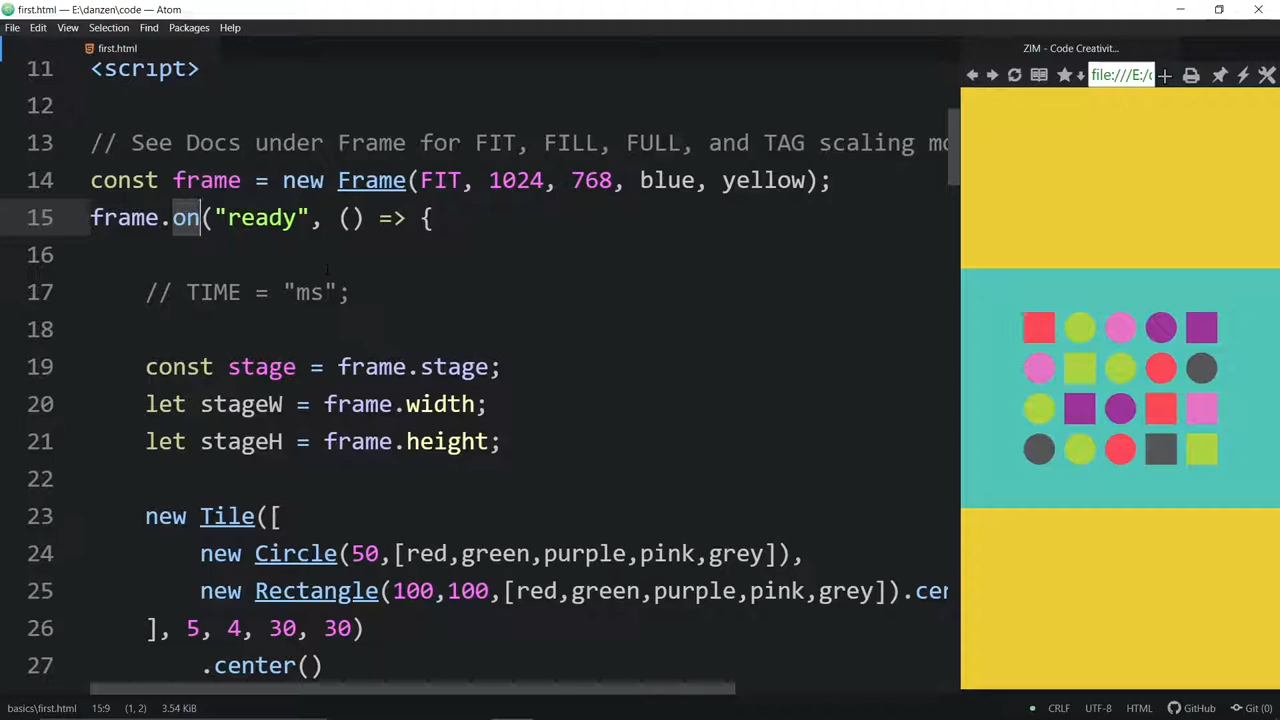 first.html — E:\danzen\code — Atom
File Edit View Selection Find Packages Help
first.html
ZIM - Code Creativit...
file:///E:/c
11 <script>
12
13 // See Docs under Frame for FIT, FILL, FULL, and TAG scaling mo
14 const frame = new Frame(FIT, 1024, 768, blue, yellow);
15 frame.on("ready", () => {
16
17 // TIME = "ms";
18
19 const stage = frame.stage;
20 let stageW = frame.width;
21 let stageH = frame.height;
22
23 new Tile([
24 new Circle(50,[red,green,purple,pink,grey]),
25 new Rectangle(100,100,[red,green,purple,pink,grey]).cen
26 ], 5, 4, 30, 30)
27 .center()
basics\first.html 15:9 (1, 2) 3.54 KiB CRLF UTF-8 HTML GitHub Git (0)